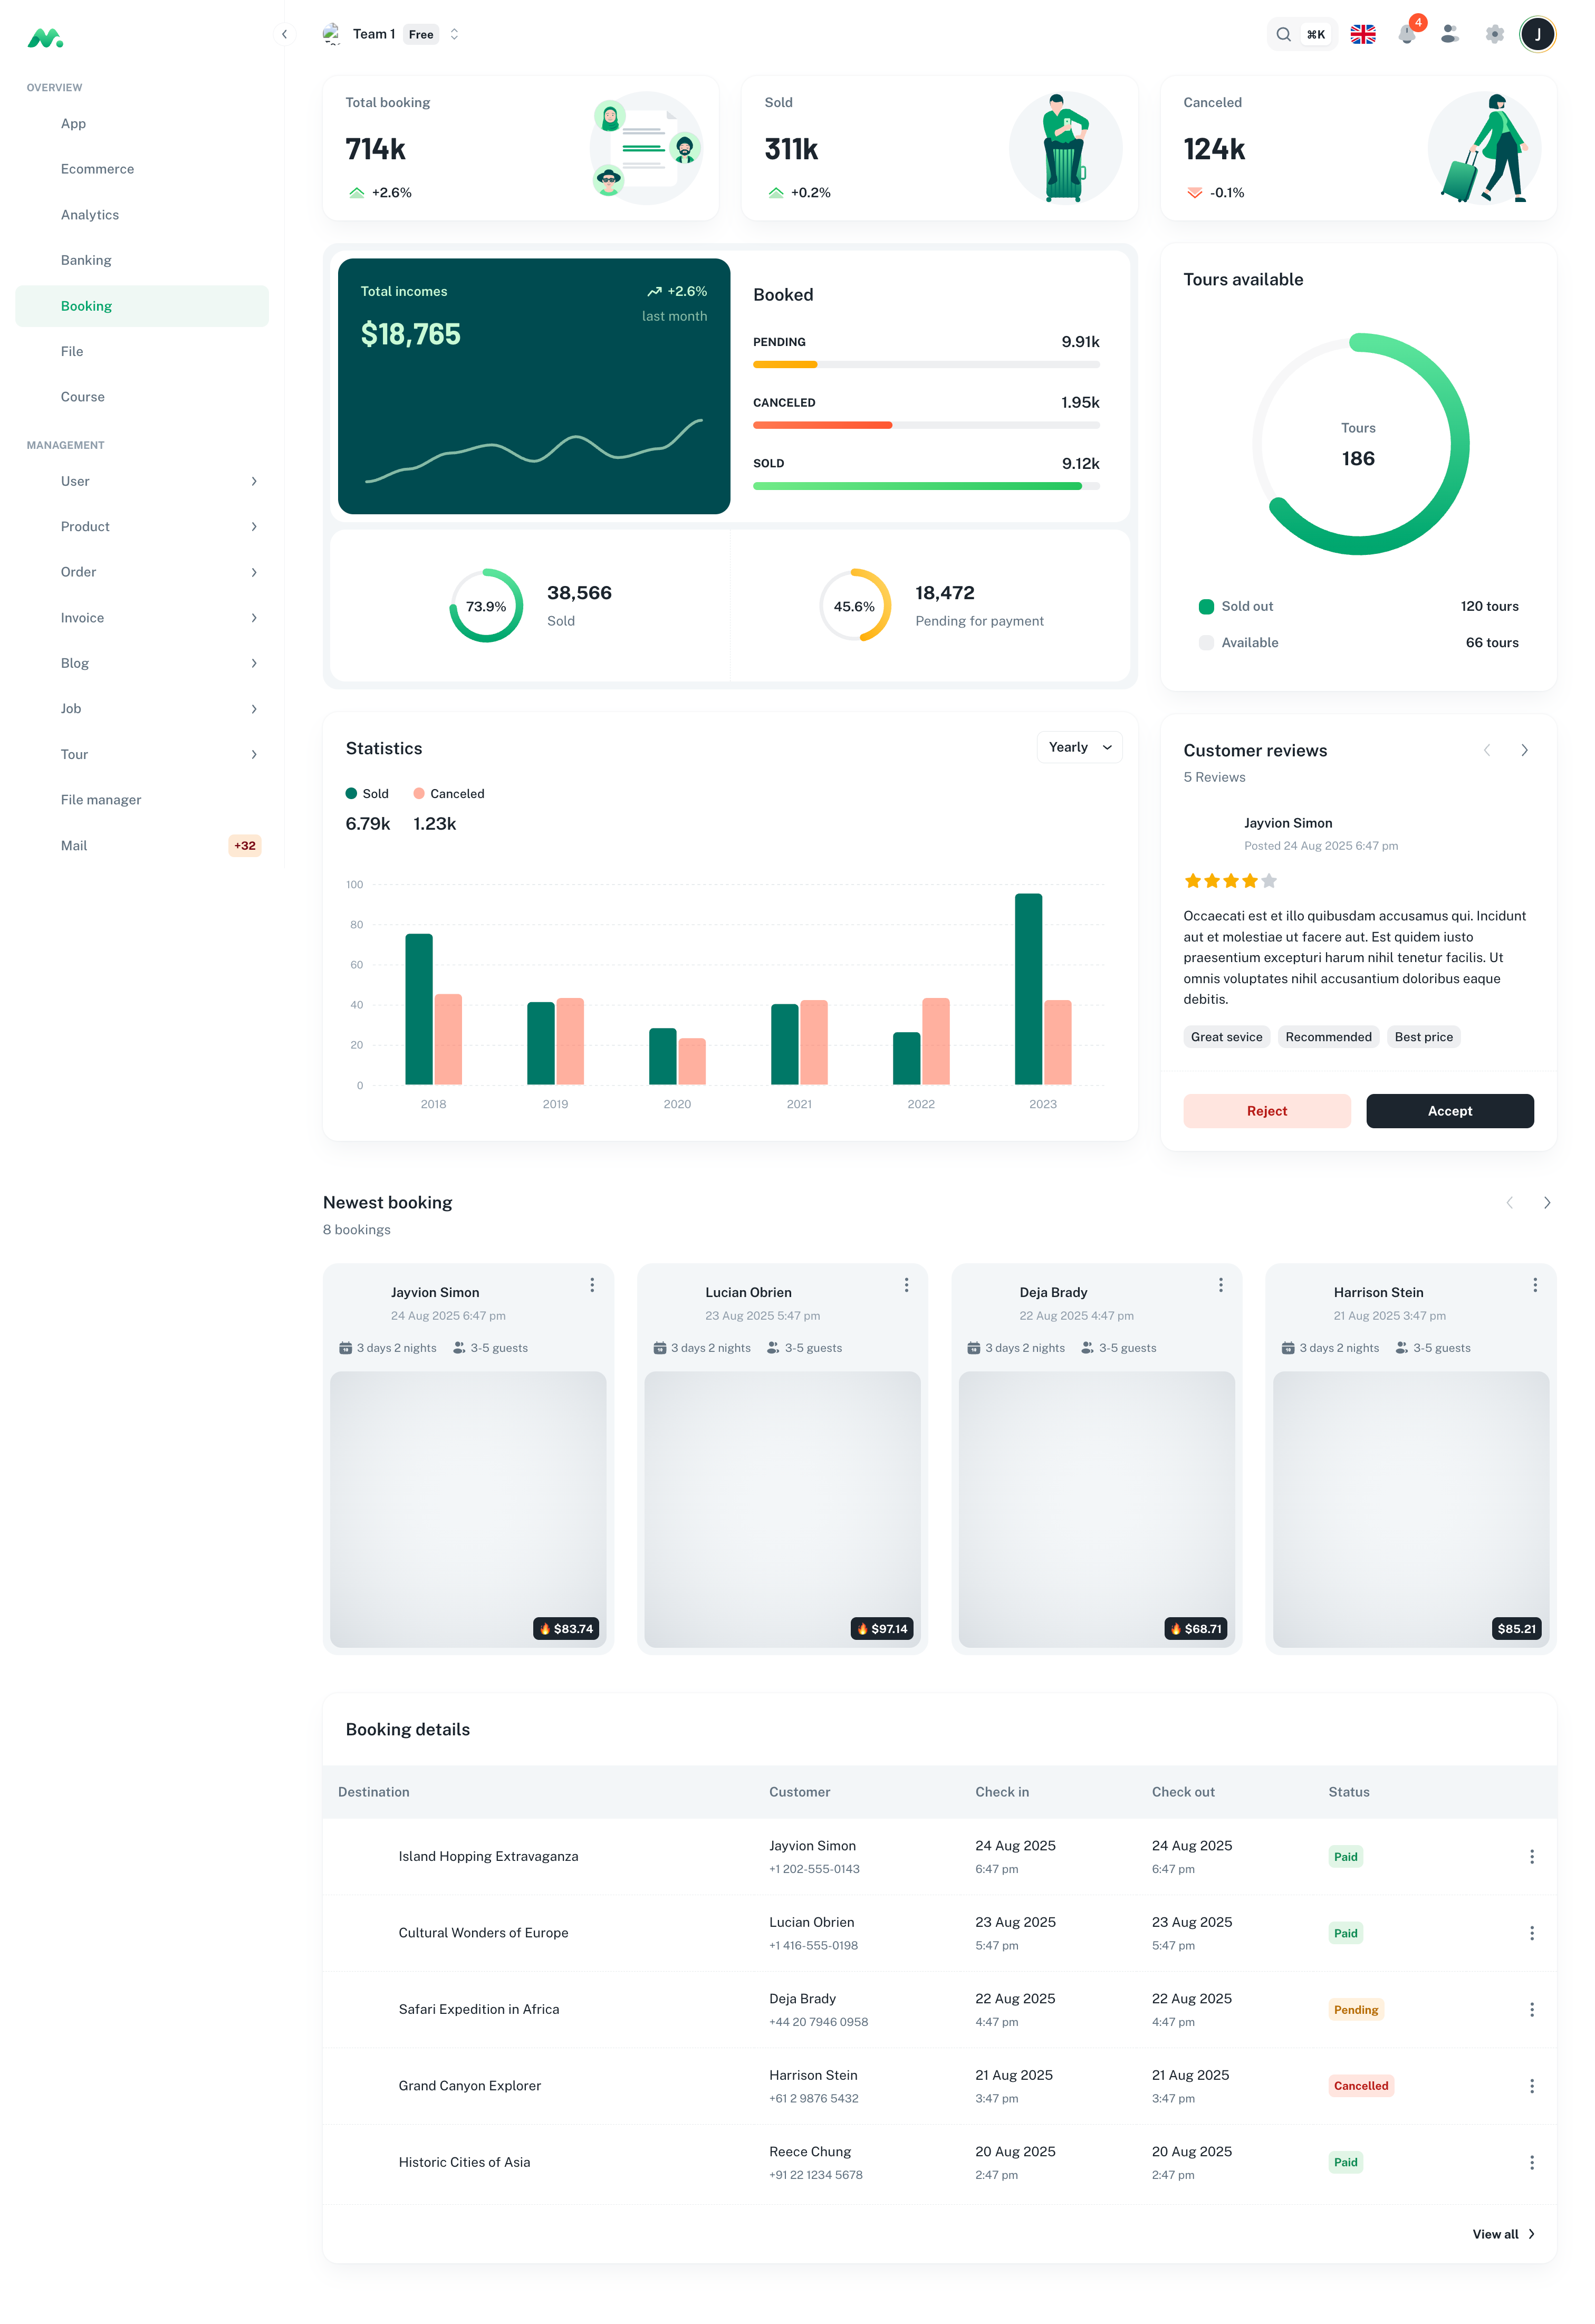 OVERVIEW
App
Ecommerce
Analytics
Banking
Booking
File
Course
MANAGEMENT
User
Product
Order
Invoice
Blog
Job
Tour
File manager
Mail +32
Team 1 Free
⌘K
4
J
Total booking
714k
+2.6%
Sold
311k
+0.2%
Canceled
124k
-0.1%
Total incomes
$18,765
+2.6%
last month
Booked
PENDING 9.91k
CANCELED 1.95k
SOLD 9.12k
73.9%
38,566
Sold
45.6%
18,472
Pending for payment
Tours available
Tours
186
Sold out 120 tours
Available 66 tours
Statistics
Yearly
Sold Canceled
6.79k 1.23k
100
80
60
40
20
0
2018 2019 2020 2021 2022 2023
Customer reviews
5 Reviews
Jayvion Simon
Posted 24 Aug 2025 6:47 pm
Occaecati est et illo quibusdam accusamus qui. Incidunt
aut et molestiae ut facere aut. Est quidem iusto
praesentium excepturi harum nihil tenetur facilis. Ut
omnis voluptates nihil accusantium doloribus eaque
debitis.
Great sevice Recommended Best price
Reject Accept
Newest booking
8 bookings
Jayvion Simon
24 Aug 2025 6:47 pm
3 days 2 nights 3-5 guests
🔥 $83.74
Lucian Obrien
23 Aug 2025 5:47 pm
3 days 2 nights 3-5 guests
🔥 $97.14
Deja Brady
22 Aug 2025 4:47 pm
3 days 2 nights 3-5 guests
🔥 $68.71
Harrison Stein
21 Aug 2025 3:47 pm
3 days 2 nights 3-5 guests
$85.21
Booking details
Destination Customer Check in Check out Status
Island Hopping Extravaganza Jayvion Simon 24 Aug 2025 24 Aug 2025 Paid
+1 202-555-0143 6:47 pm 6:47 pm
Cultural Wonders of Europe Lucian Obrien 23 Aug 2025 23 Aug 2025 Paid
+1 416-555-0198 5:47 pm 5:47 pm
Safari Expedition in Africa Deja Brady 22 Aug 2025 22 Aug 2025 Pending
+44 20 7946 0958 4:47 pm 4:47 pm
Grand Canyon Explorer Harrison Stein 21 Aug 2025 21 Aug 2025 Cancelled
+61 2 9876 5432 3:47 pm 3:47 pm
Historic Cities of Asia Reece Chung 20 Aug 2025 20 Aug 2025 Paid
+91 22 1234 5678 2:47 pm 2:47 pm
View all